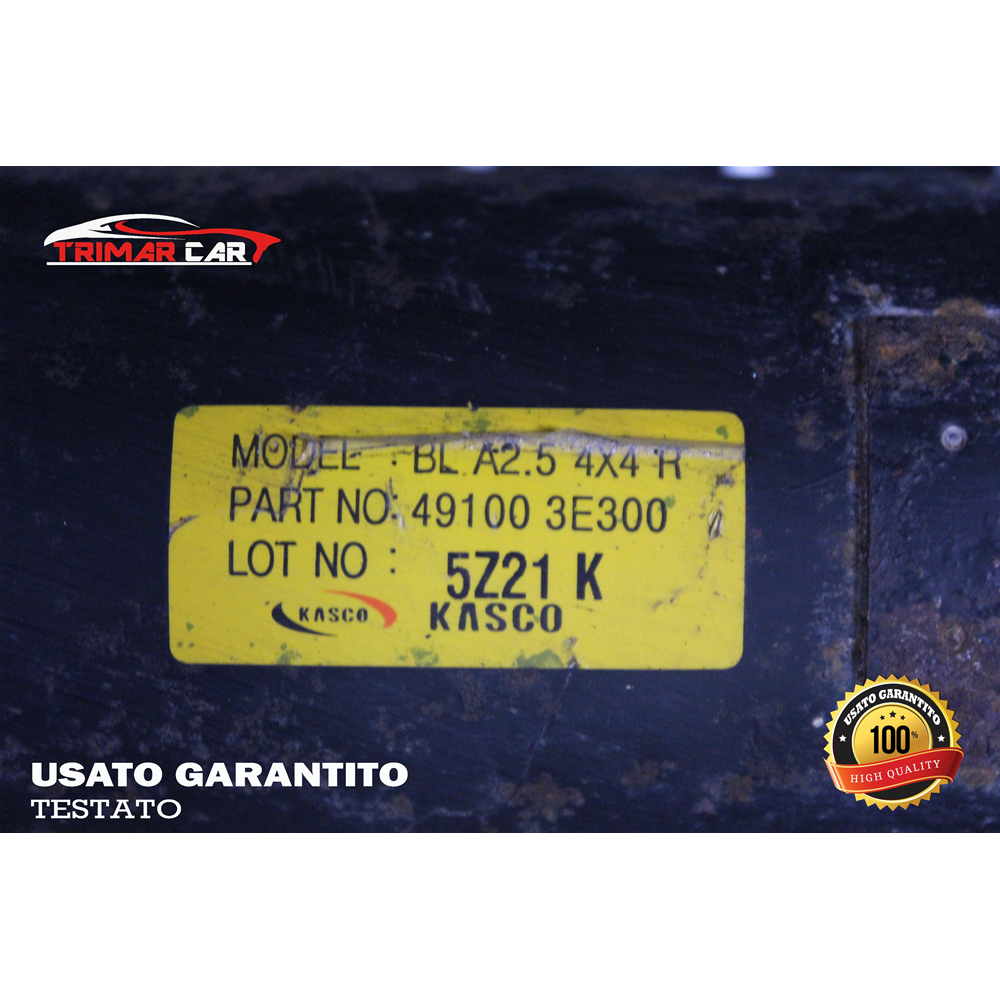 TRIMAR CAR
MODEL : BL A2.5 4X4 R
PART NO: 49100 3E300
LOT NO : 5Z21 K
KASCO KASCO
USATO GARANTITO
100%
HIGH QUALITY
USATO GARANTITO
TESTATO